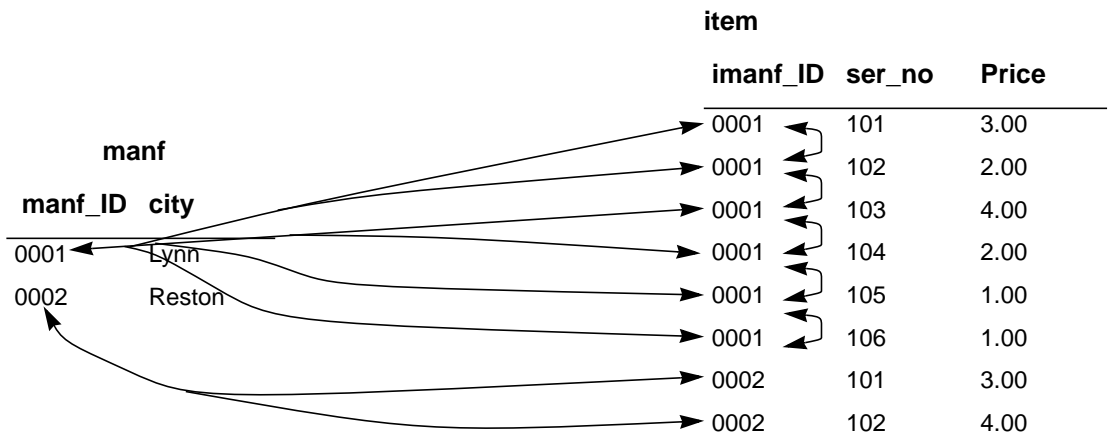 item
imanf_ID ser_no Price
0001 101 3.00
manf
0001 102 2.00
manf_ID city
0001 103 4.00
0001 Lynn
0001 104 2.00
0002 Reston
0001 105 1.00
0001 106 1.00
0002 101 3.00
0002 102 4.00